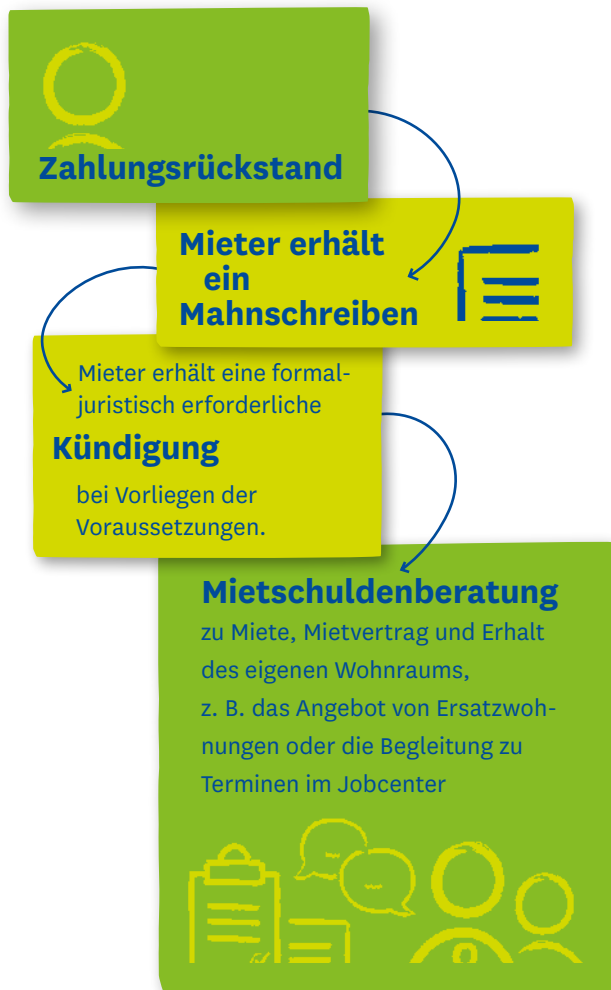 Zahlungsrückstand
Mieter erhält
ein
Mahnschreiben
Mieter erhält eine formal-
juristisch erforderliche
Kündigung
bei Vorliegen der
Voraussetzungen.
Mietschuldenberatung
zu Miete, Mietvertrag und Erhalt
des eigenen Wohnraums,
z. B. das Angebot von Ersatzwoh-
nungen oder die Begleitung zu
Terminen im Jobcenter